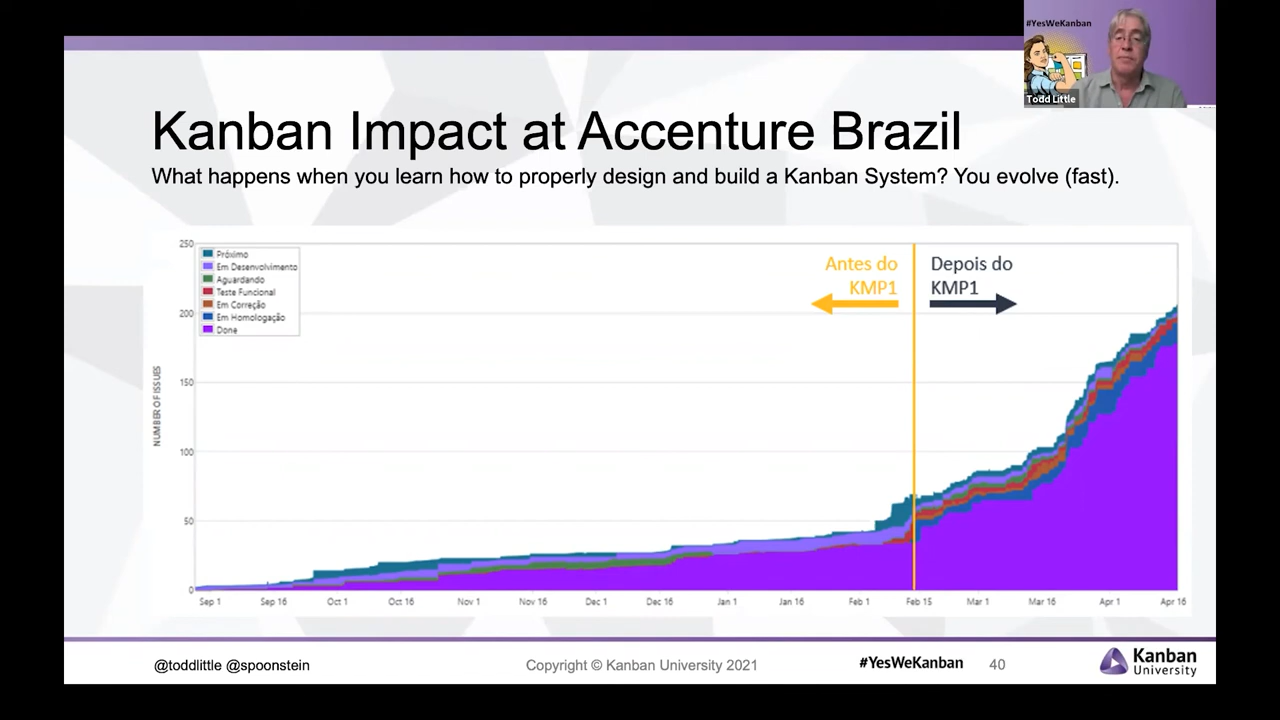 #YesWeKanban
Todd Little
Kanban Impact at Accenture Brazil
What happens when you learn how to properly design and build a Kanban System? You evolve (fast).
NUMBER OF ISSUES
250
200
150
100
50
0
Próximo
Em Desenvolvimento
Aguardando
Teste Funcional
Em Correção
Em Homologação
Done
Antes do
KMP1
Depois do
KMP1
Sep 1 Sep 16 Oct 1 Oct 16 Nov 1 Nov 16 Dec 1 Dec 16 Jan 1 Jan 16 Feb 1 Feb 15 Mar 1 Mar 16 Apr 1 Apr 16
@toddlittle @spoonstein
Copyright © Kanban University 2021
#YesWeKanban
40
Kanban
University